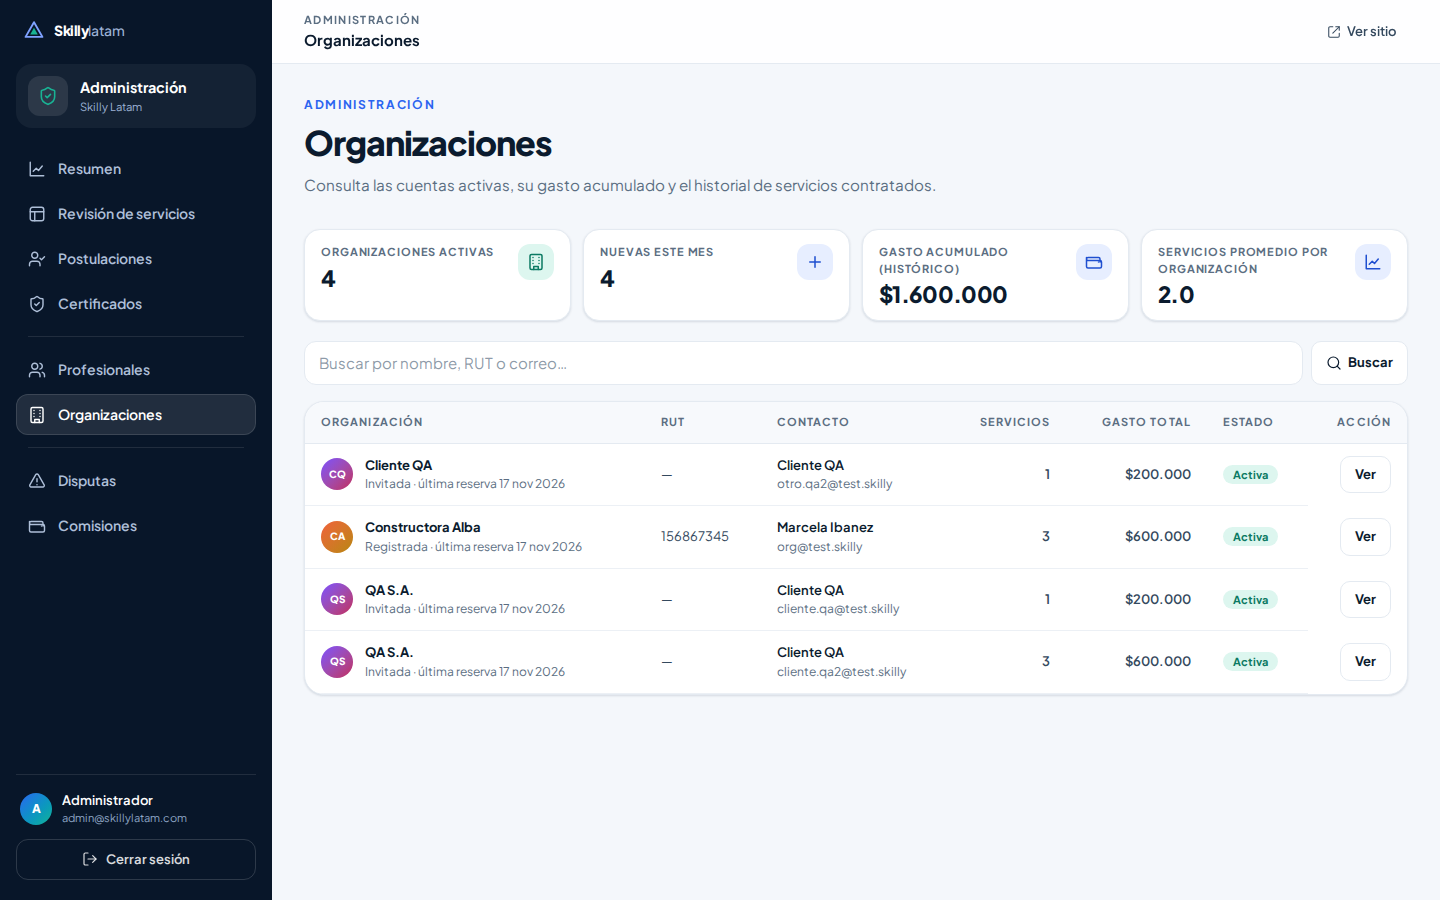 Skillylatam
Administración
Skilly Latam
Resumen
Revisión de servicios
Postulaciones
Certificados
Profesionales
Organizaciones
Disputas
Comisiones
A
Administrador
admin@skillylatam.com
Cerrar sesión
ADMINISTRACIÓN
Organizaciones
Ver sitio
ADMINISTRACIÓN
Organizaciones
Consulta las cuentas activas, su gasto acumulado y el historial de servicios contratados.
ORGANIZACIONES ACTIVAS
4
NUEVAS ESTE MES
4
GASTO ACUMULADO
(HISTÓRICO)
$1.600.000
SERVICIOS PROMEDIO POR
ORGANIZACIÓN
2.0
Buscar por nombre, RUT o correo...
Buscar
ORGANIZACIÓN RUT CONTACTO SERVICIOS GASTO TOTAL ESTADO ACCIÓN
CQ Cliente QA — Cliente QA 1 $200.000 Activa Ver
Invitada · última reserva 17 nov 2026 otro.qa2@test.skilly
CA Constructora Alba 156867345 Marcela Ibanez 3 $600.000 Activa Ver
Registrada · última reserva 17 nov 2026 org@test.skilly
QS QA S.A. — Cliente QA 1 $200.000 Activa Ver
Invitada · última reserva 17 nov 2026 cliente.qa@test.skilly
QS QA S.A. — Cliente QA 3 $600.000 Activa Ver
Invitada · última reserva 17 nov 2026 cliente.qa2@test.skilly